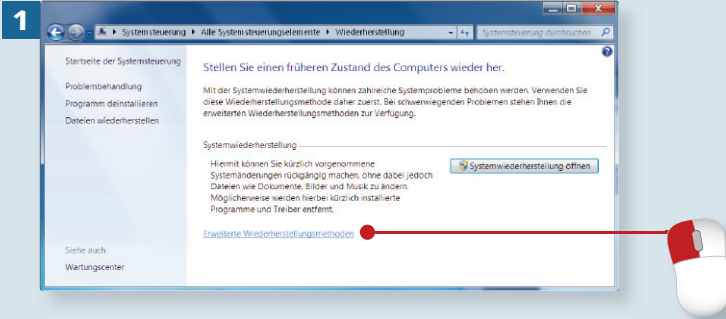 1
Systemsteuerung Alle Systemsteuerungselemente Wiederherstellung
Systemsteuerung durchsuchen
Startseite der Systemsteuerung
Problembehandlung
Programm deinstallieren
Dateien wiederherstellen
Stellen Sie einen früheren Zustand des Computers wieder her.
Mit der Systemwiederherstellung können zahlreiche Systemprobleme behoben werden. Verwenden Sie
diese Wiederherstellungsmethode daher zuerst. Bei schwerwiegenden Problemen stehen Ihnen die
erweiterten Wiederherstellungsmethoden zur Verfügung.
Systemwiederherstellung
Hiermit können Sie kürzlich vorgenommene
Systemänderungen rückgängig machen, ohne dabei jedoch
Dateien wie Dokumente, Bilder und Musik zu ändern.
Möglicherweise werden hierbei kürzlich installierte
Programme und Treiber entfernt.
Systemwiederherstellung öffnen
Erweiterte Wiederherstellungsmethoden
Siehe auch
Wartungscenter